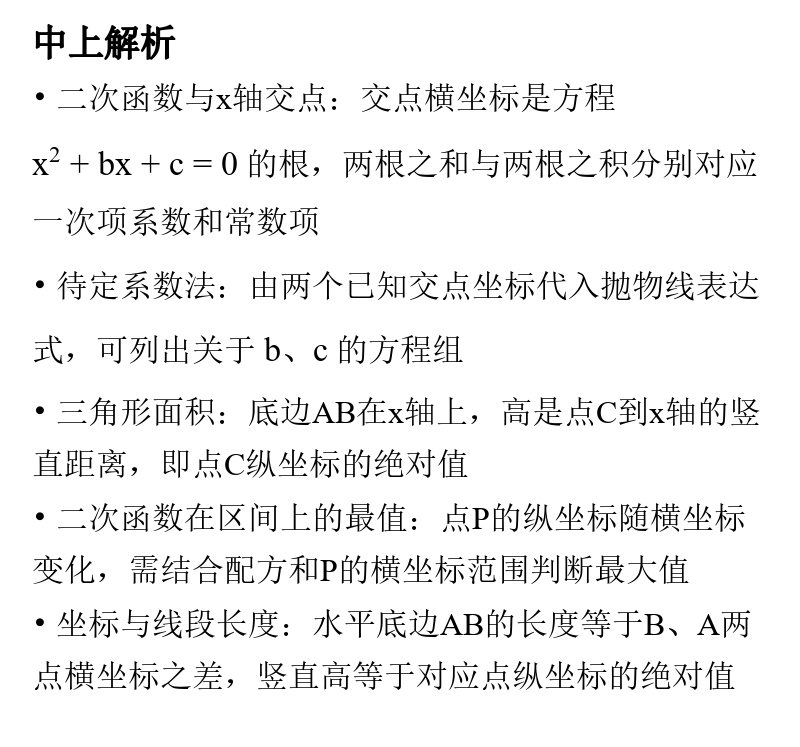 中上解析
• 二次函数与x轴交点：交点横坐标是方程
x² + bx + c = 0 的根，两根之和与两根之积分别对应
一次项系数和常数项
• 待定系数法：由两个已知交点坐标代入抛物线表达
式，可列出关于 b、c 的方程组
• 三角形面积：底边AB在x轴上，高是点C到x轴的竖
直距离，即点C纵坐标的绝对值
• 二次函数在区间上的最值：点P的纵坐标随横坐标
变化，需结合配方和P的横坐标范围判断最大值
• 坐标与线段长度：水平底边AB的长度等于B、A两
点横坐标之差，竖直高等于对应点纵坐标的绝对值